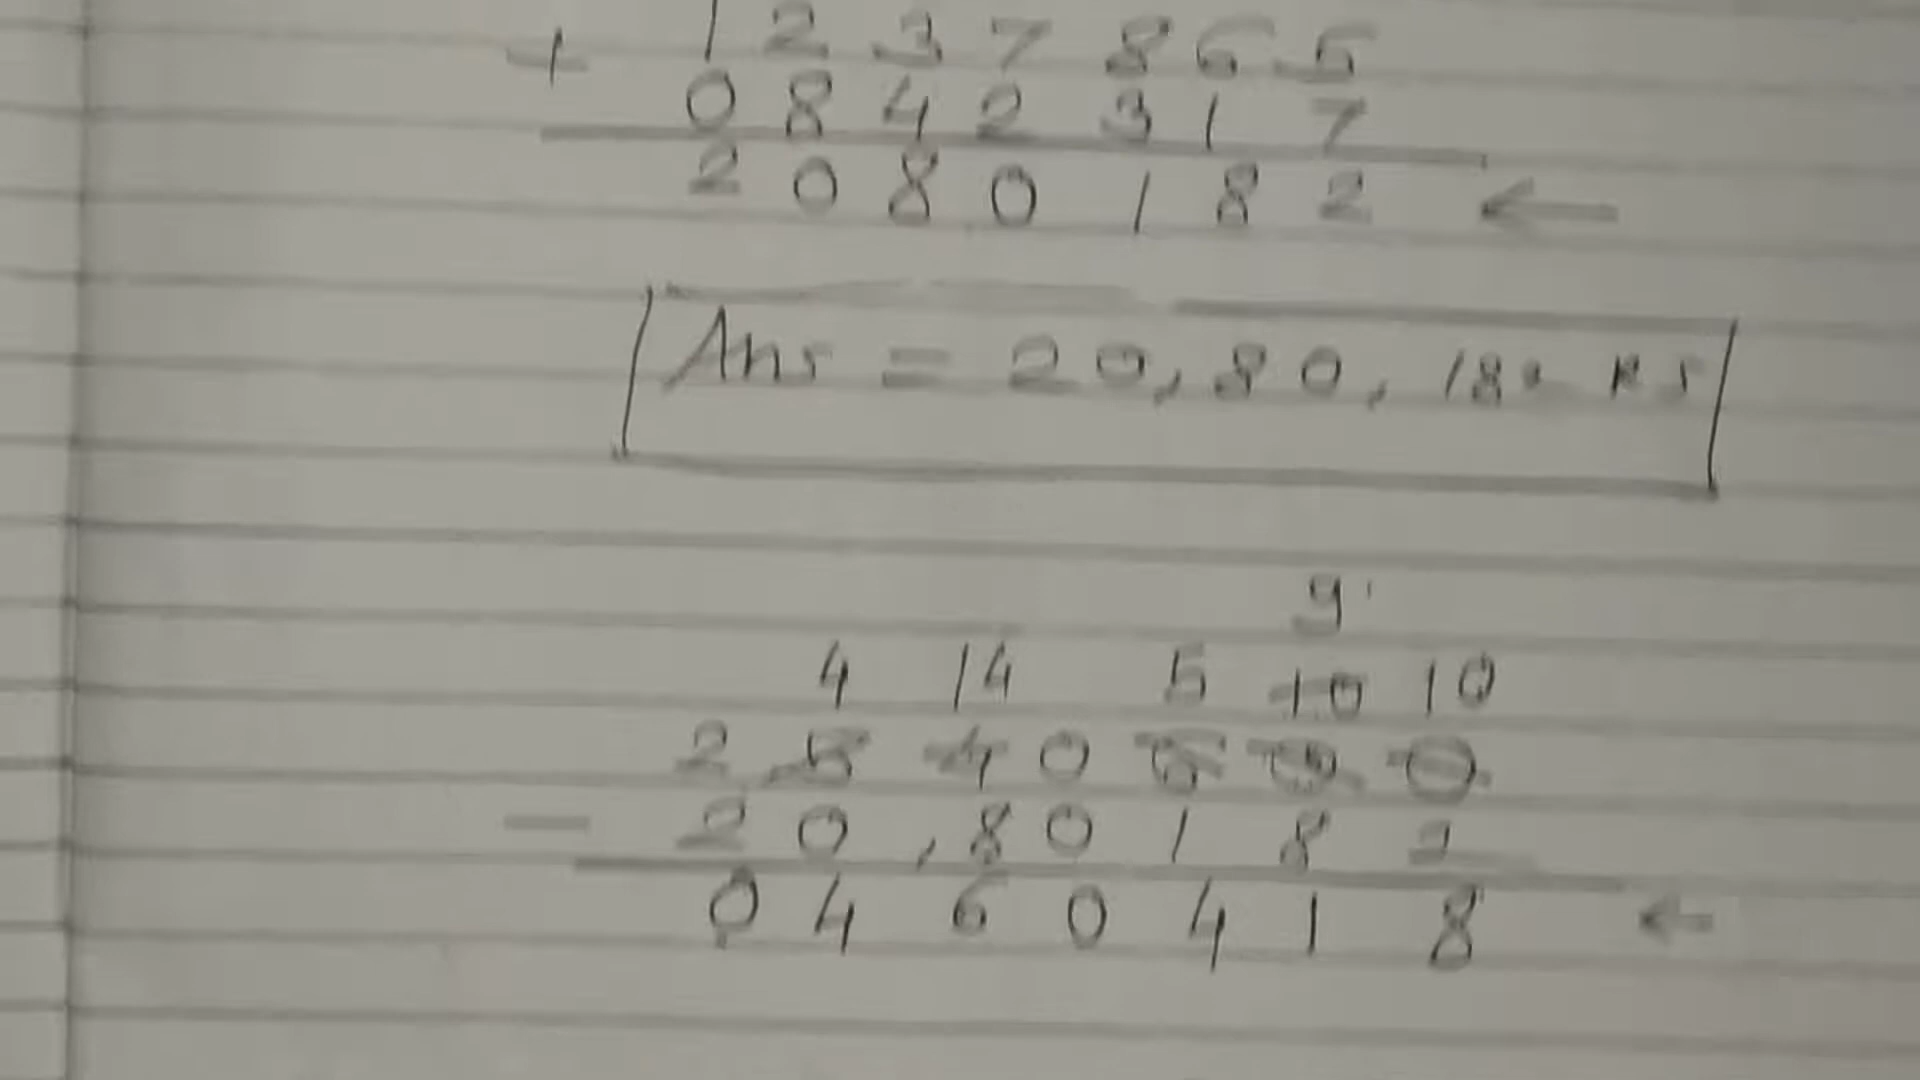 1 2 3 7 8 6 5
+ 0 8 4 2 3 1 7
2 0 8 0 1 8 2 ←
Ans = 20,80,182 RS
9
4 14 5 10 10
2 5 4 0 6 0 0
- 2 0,8 0 1 8 2
0 4 6 0 4 1 8 ←